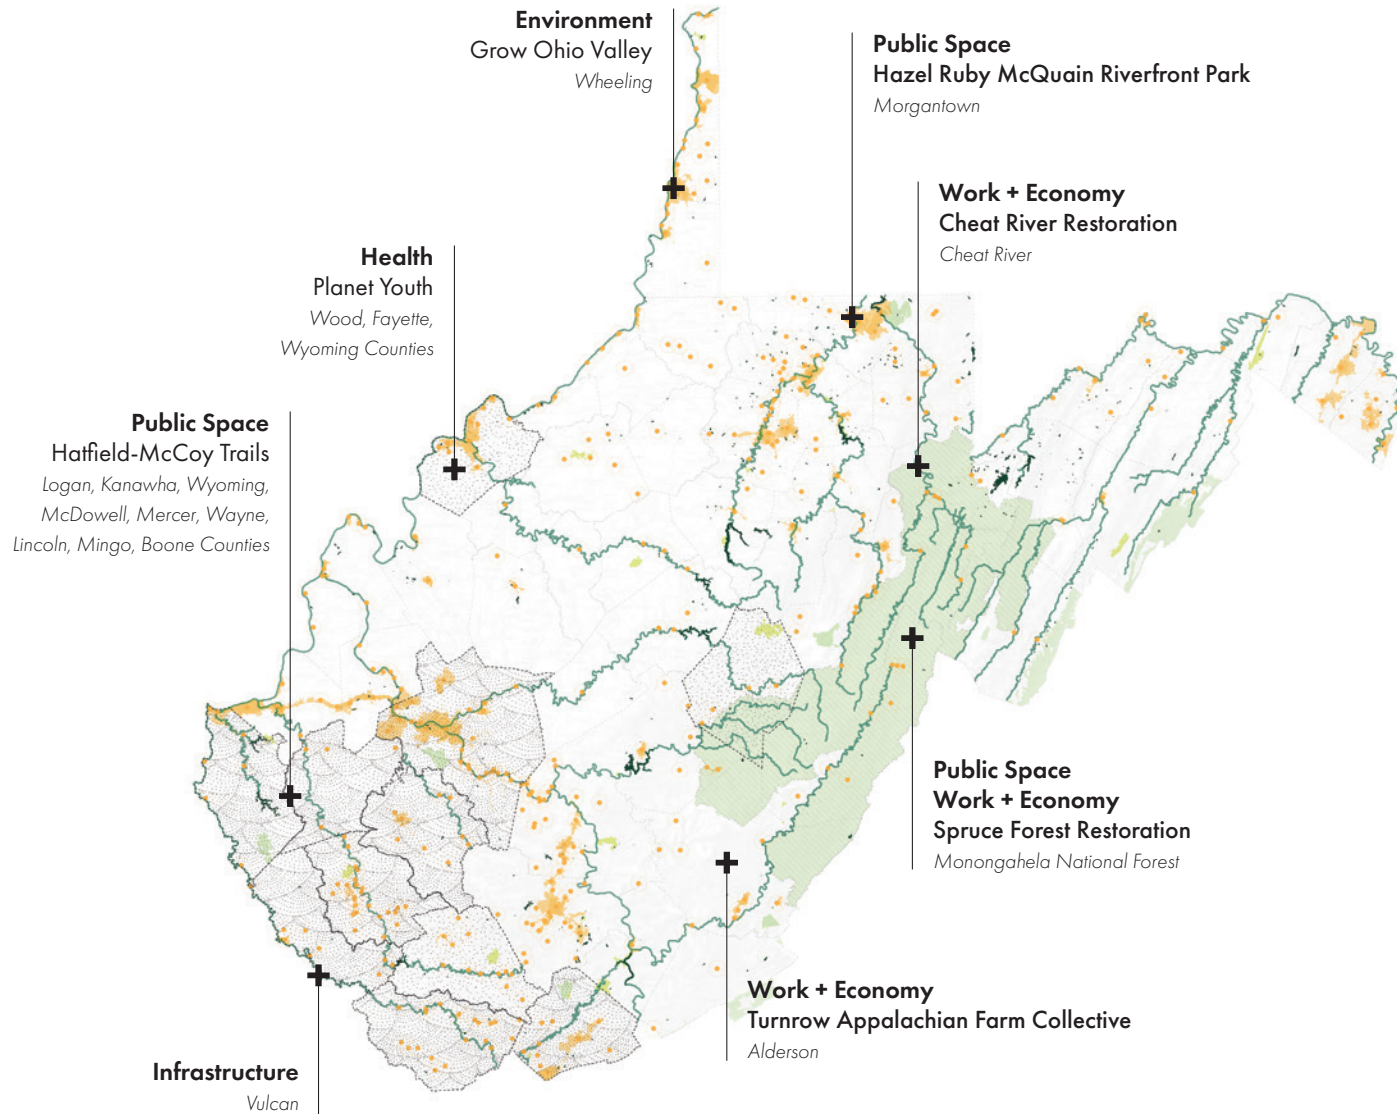 Environment
Grow Ohio Valley
Wheeling
Public Space
Hazel Ruby McQuain Riverfront Park
Morgantown
Work + Economy
Cheat River Restoration
Cheat River
Health
Planet Youth
Wood, Fayette,
Wyoming Counties
Public Space
Hatfield-McCoy Trails
Logan, Kanawha, Wyoming,
McDowell, Mercer, Wayne,
Lincoln, Mingo, Boone Counties
Public Space
Work + Economy
Spruce Forest Restoration
Monongahela National Forest
Work + Economy
Turnrow Appalachian Farm Collective
Alderson
Infrastructure
Vulcan